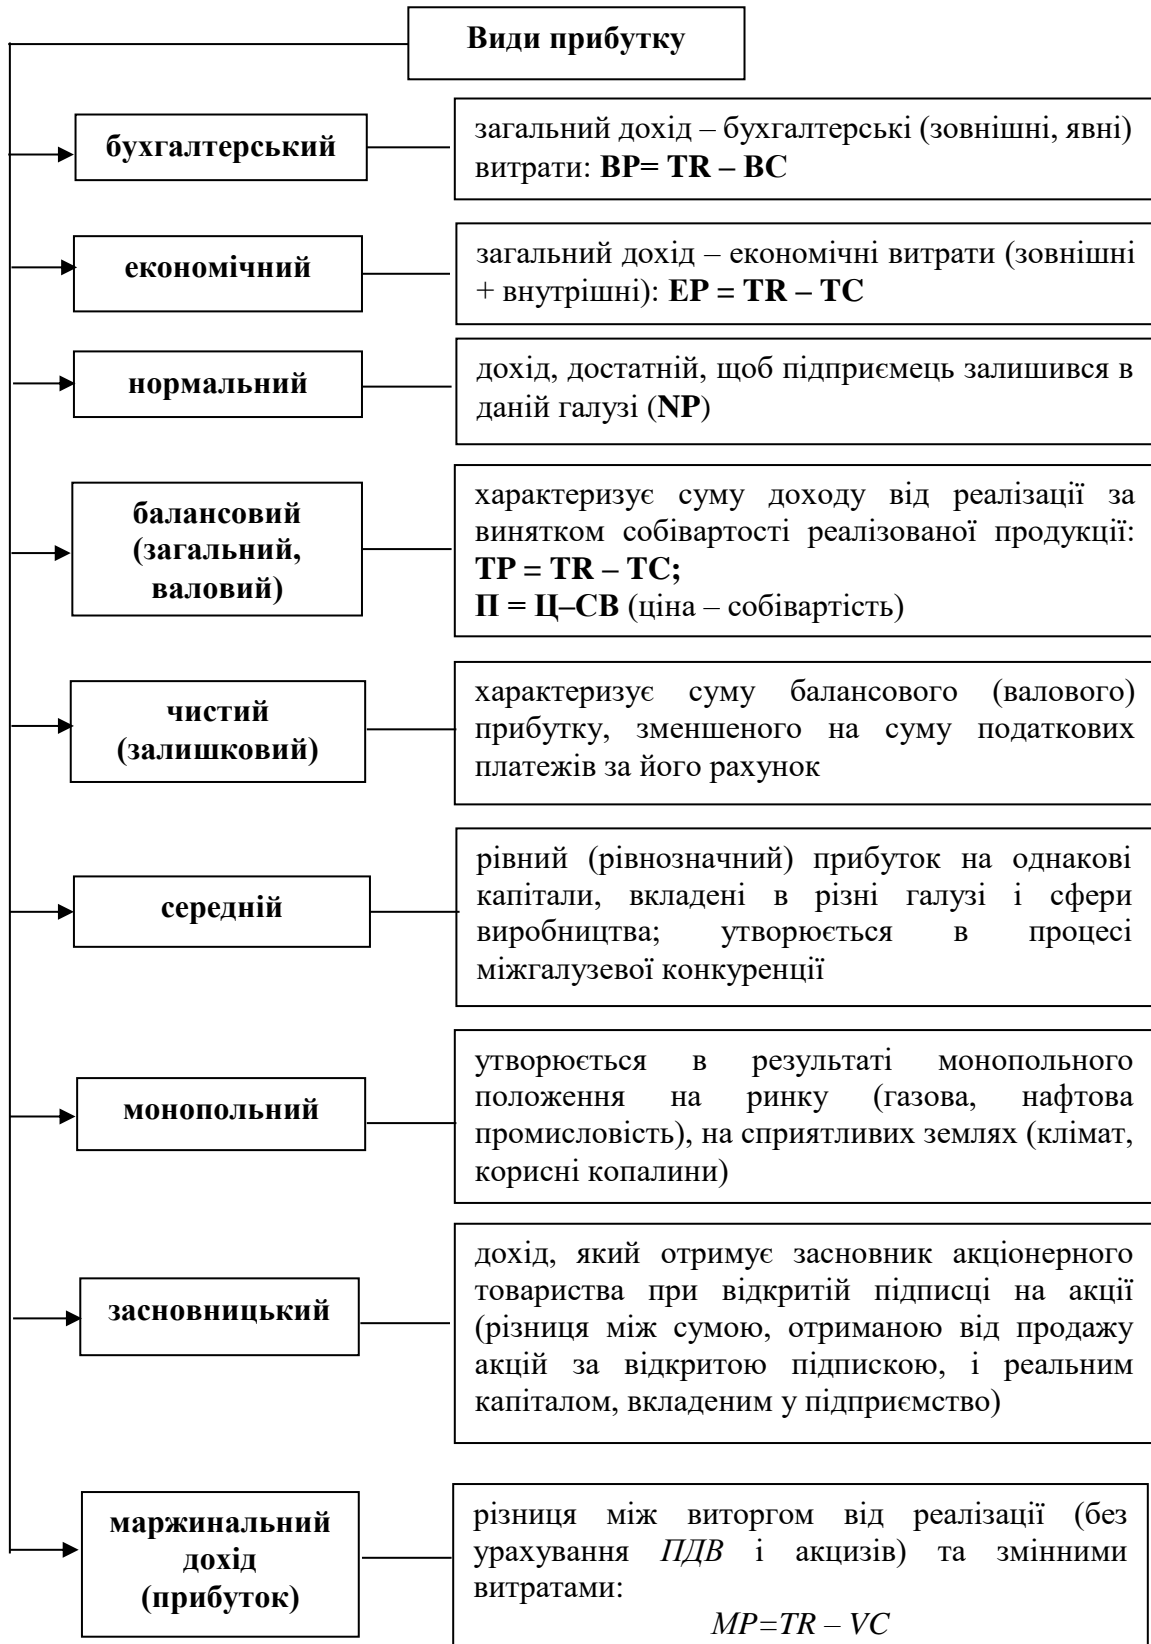 Види прибутку
бухгалтерський
загальний дохід – бухгалтерські (зовнішні, явні)
витрати: BP= TR – BC
економічний
загальний дохід – економічні витрати (зовнішні
+ внутрішні): EP = TR – TC
нормальний
дохід, достатній, щоб підприємець залишився в
даній галузі (NP)
балансовий
(загальний,
валовий)
характеризує суму доходу від реалізації за
винятком собівартості реалізованої продукції:
TP = TR – TC;
П = Ц–СВ (ціна – собівартість)
чистий
(залишковий)
характеризує суму балансового (валового)
прибутку, зменшеного на суму податкових
платежів за його рахунок
середній
рівний (рівнозначний) прибуток на однакові
капітали, вкладені в різні галузі і сфери
виробництва; утворюється в процесі
міжгалузевої конкуренції
монопольний
утворюється в результаті монопольного
положення на ринку (газова, нафтова
промисловість), на сприятливих землях (клімат,
корисні копалини)
засновницький
дохід, який отримує засновник акціонерного
товариства при відкритій підписці на акції
(різниця між сумою, отриманою від продажу
акцій за відкритою підпискою, і реальним
капіталом, вкладеним у підприємство)
маржинальний
дохід
(прибуток)
різниця між виторгом від реалізації (без
урахування ПДВ і акцизів) та змінними
витратами:
MP=TR – VC